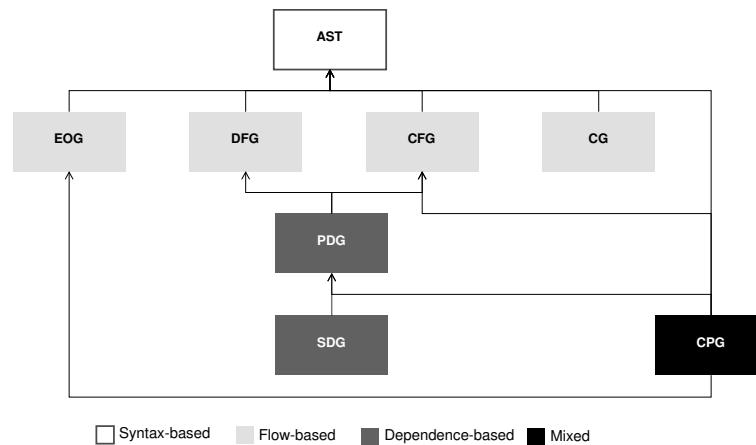 AST
EOG DFG CFG CG
PDG
SDG CPG
Syntax-based Flow-based Dependence-based Mixed